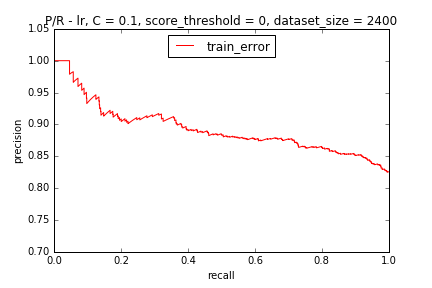 P/R - lr, C = 0.1, score_threshold = 0, dataset_size = 2400
train_error
1.05
1.00
0.95
0.90
0.85
0.80
0.75
0.70
precision
0.0 0.2 0.4 0.6 0.8 1.0
recall